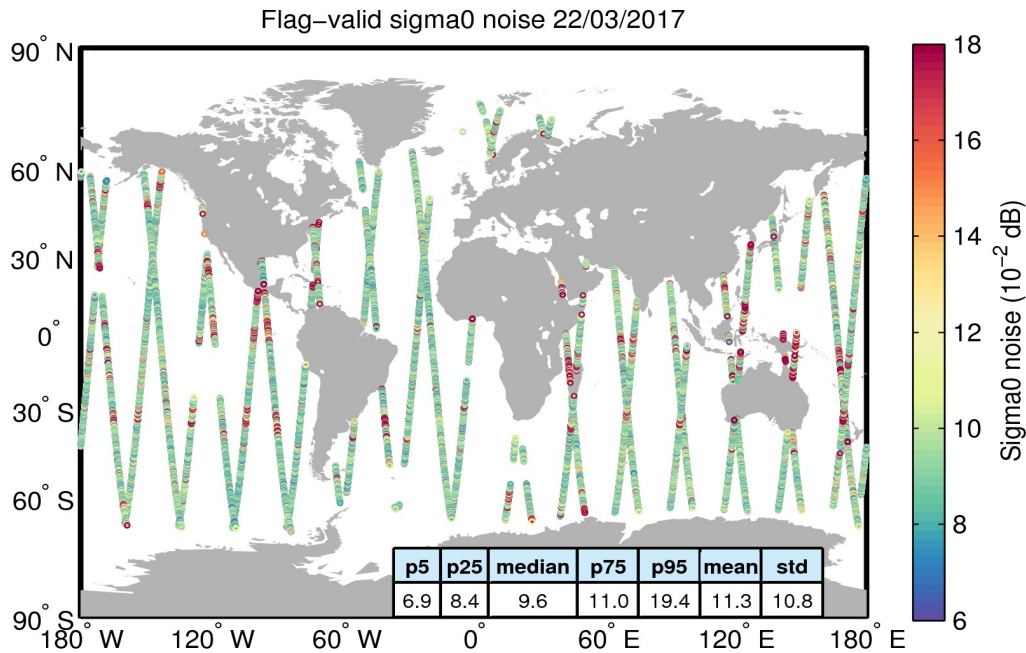 Flag−valid sigma0 noise 22/03/2017
90° N
60° N
30° N
0°
30° S
60° S
90° S
180° W
120° W
60° W
0°
60° E
120° E
180° E
p5 p25 median p75 p95 mean std
6.9 8.4 9.6 11.0 19.4 11.3 10.8
18
16
14
12
10
8
6
Sigma0 noise (10⁻² dB)